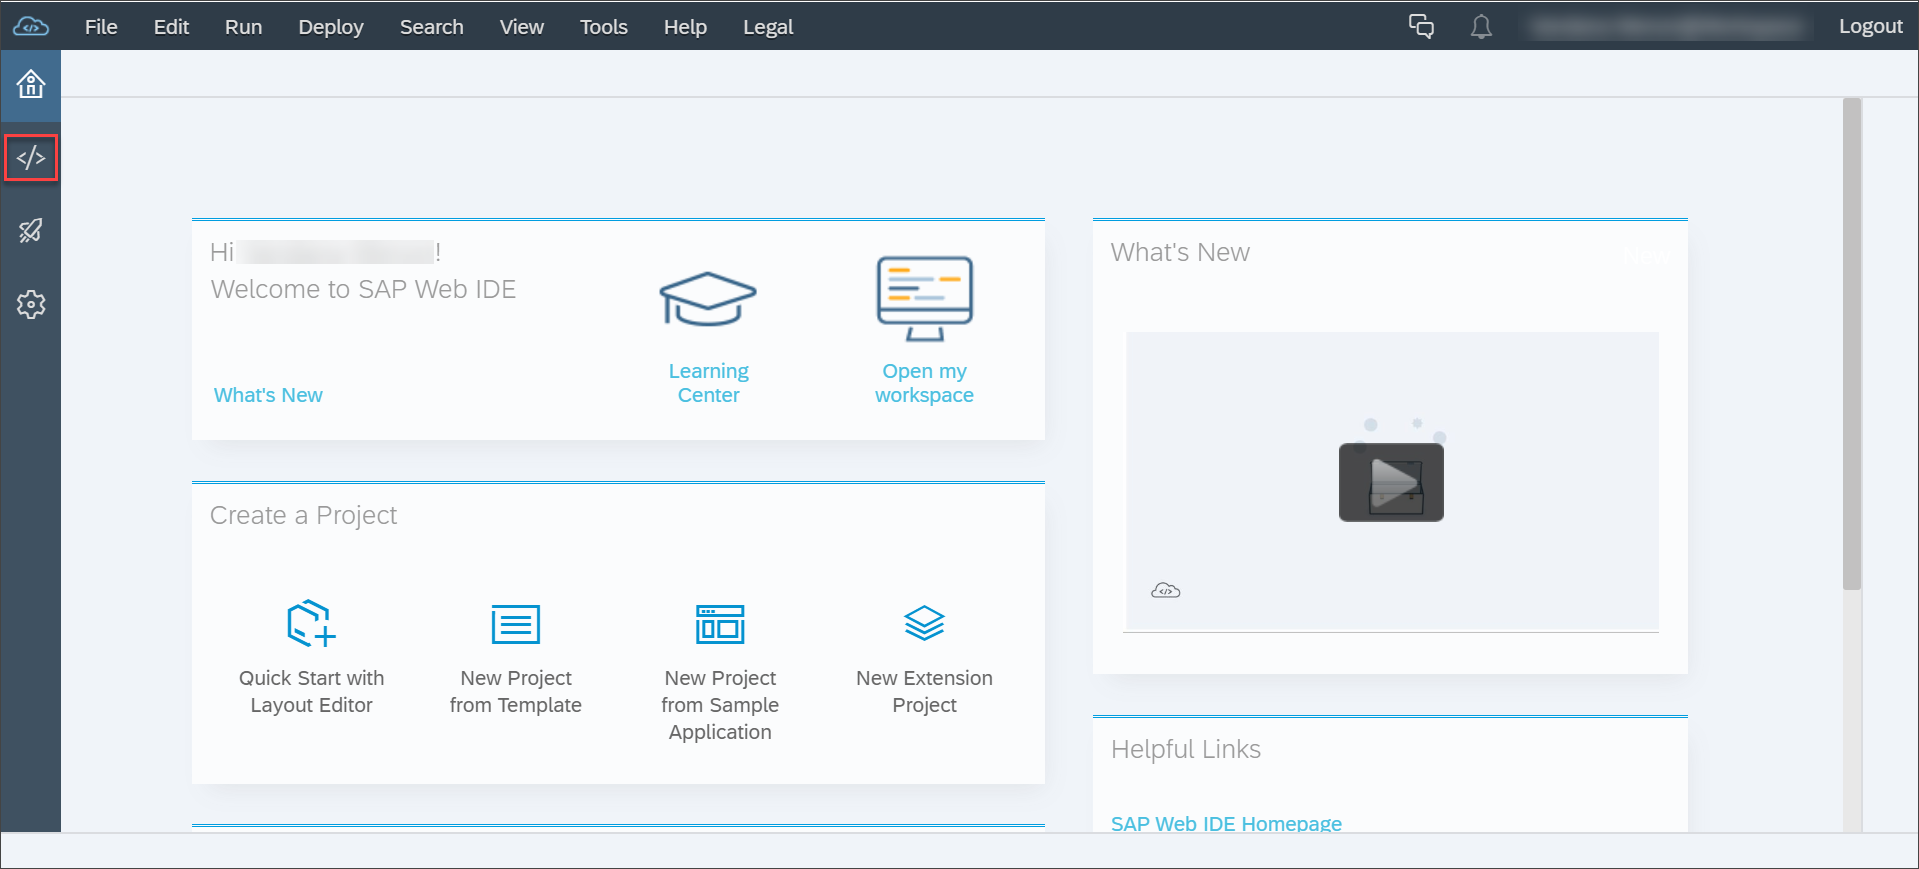 File Edit Run Deploy Search View Tools Help Legal Logout
Hi !
Welcome to SAP Web IDE
What's New
Learning
Center
Open my
workspace
What's New
Create a Project
Quick Start with
Layout Editor
New Project
from Template
New Project
from Sample
Application
New Extension
Project
Helpful Links
SAP Web IDE Homepage